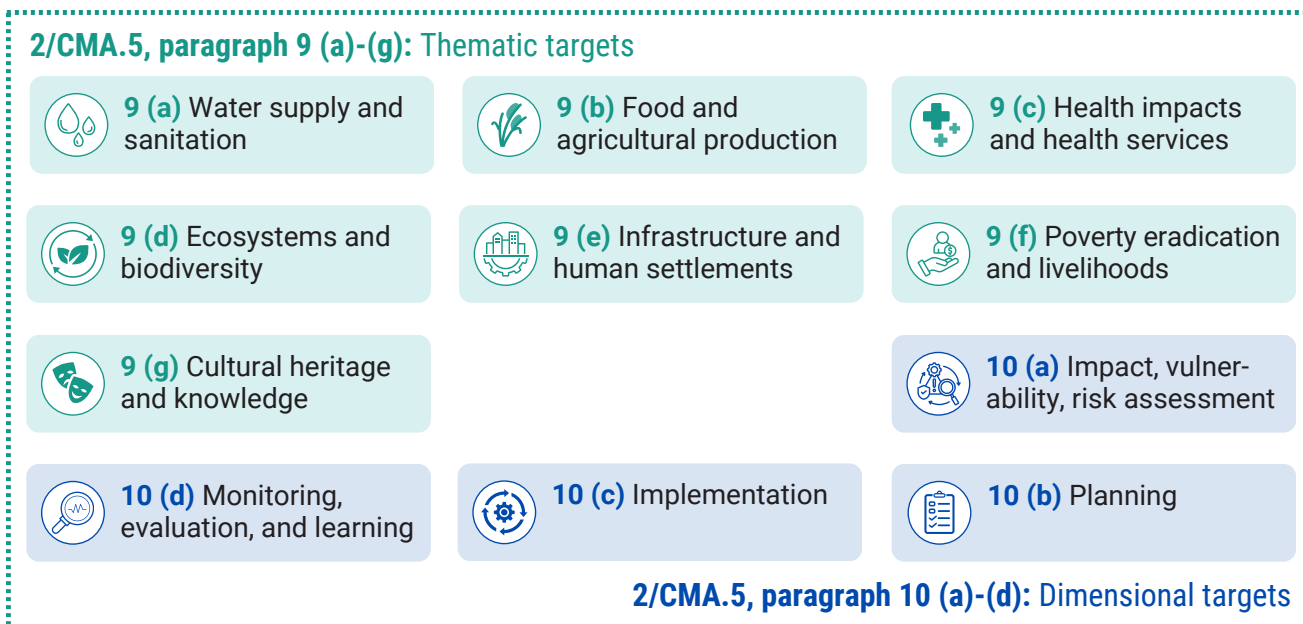 2/CMA.5, paragraph 9 (a)-(g): Thematic targets
9 (a) Water supply and
sanitation
9 (b) Food and
agricultural production
9 (c) Health impacts
and health services
9 (d) Ecosystems and
biodiversity
9 (e) Infrastructure and
human settlements
9 (f) Poverty eradication
and livelihoods
9 (g) Cultural heritage
and knowledge
10 (a) Impact, vulner-
ability, risk assessment
10 (d) Monitoring,
evaluation, and learning
10 (c) Implementation
10 (b) Planning
2/CMA.5, paragraph 10 (a)-(d): Dimensional targets